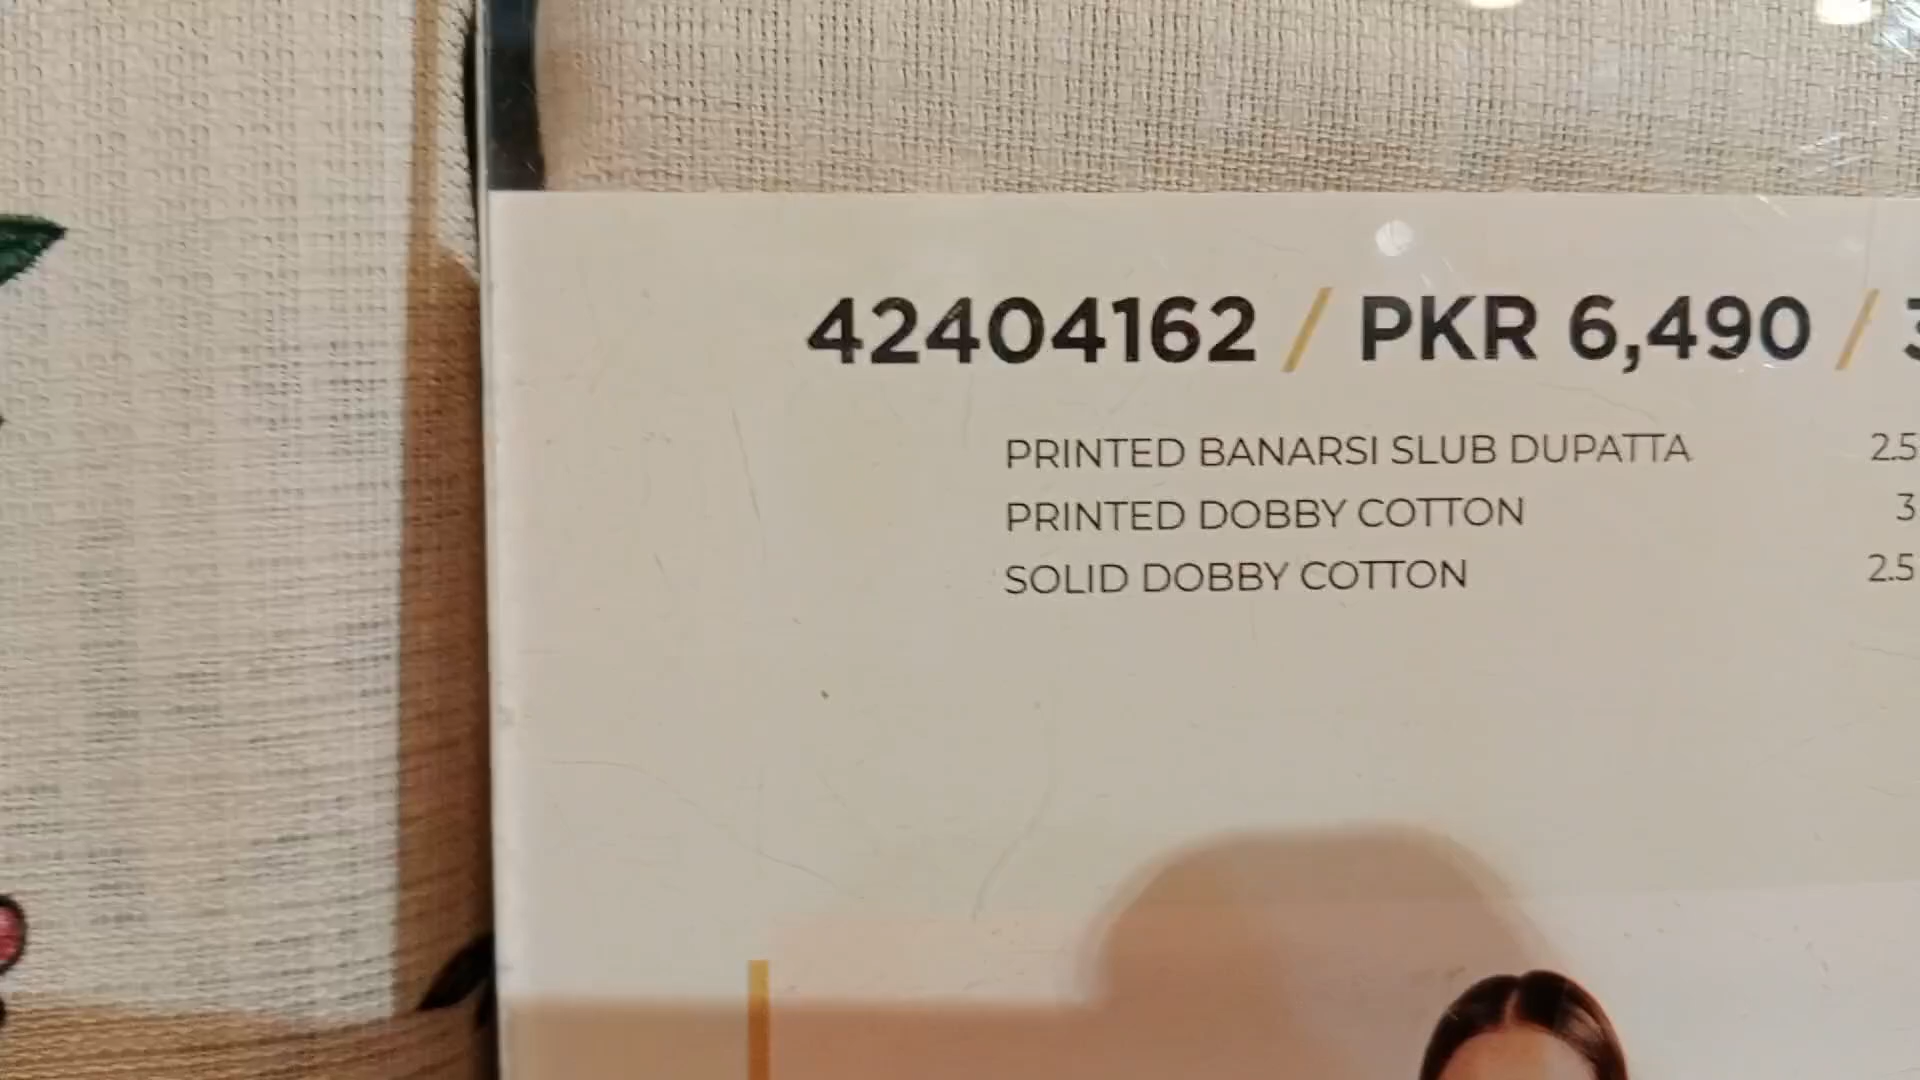 42404162 / PKR 6,490 / 3
PRINTED BANARSI SLUB DUPATTA 2.5
PRINTED DOBBY COTTON 3
SOLID DOBBY COTTON 2.5